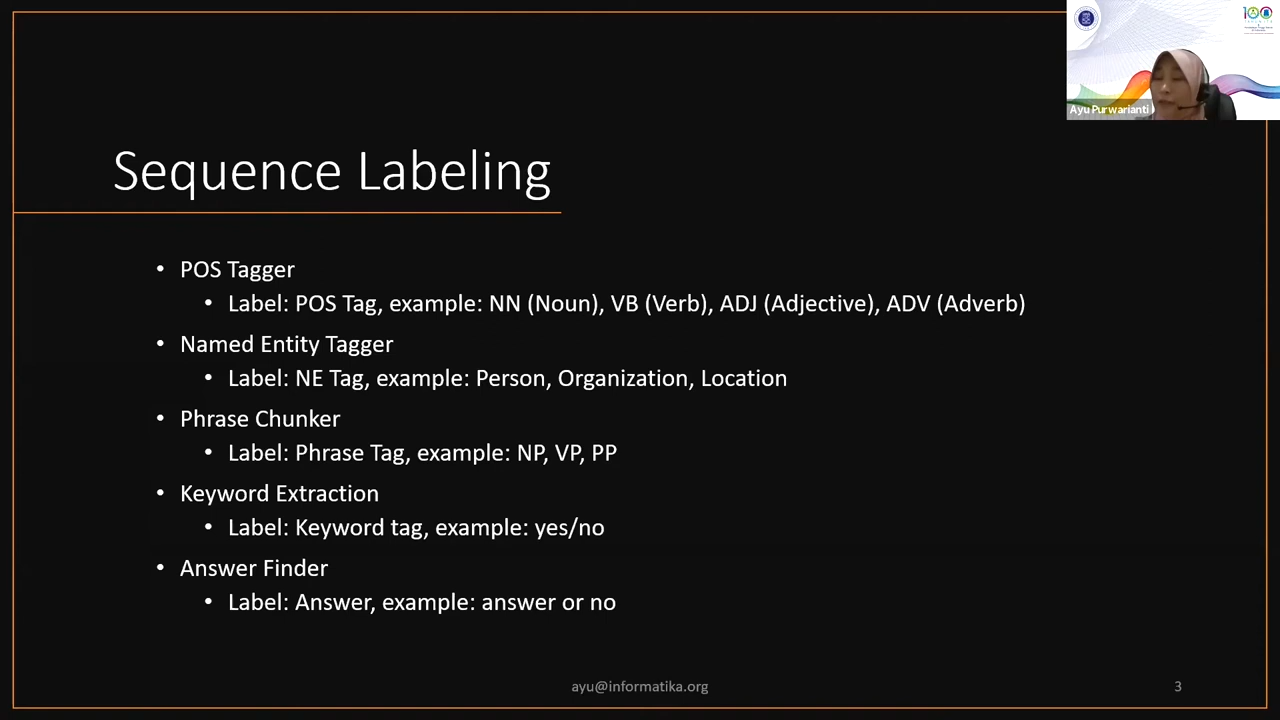 100
Ayu Purwarianti
Sequence Labeling
• POS Tagger
• Label: POS Tag, example: NN (Noun), VB (Verb), ADJ (Adjective), ADV (Adverb)
• Named Entity Tagger
• Label: NE Tag, example: Person, Organization, Location
• Phrase Chunker
• Label: Phrase Tag, example: NP, VP, PP
• Keyword Extraction
• Label: Keyword tag, example: yes/no
• Answer Finder
• Label: Answer, example: answer or no
ayu@informatika.org
3